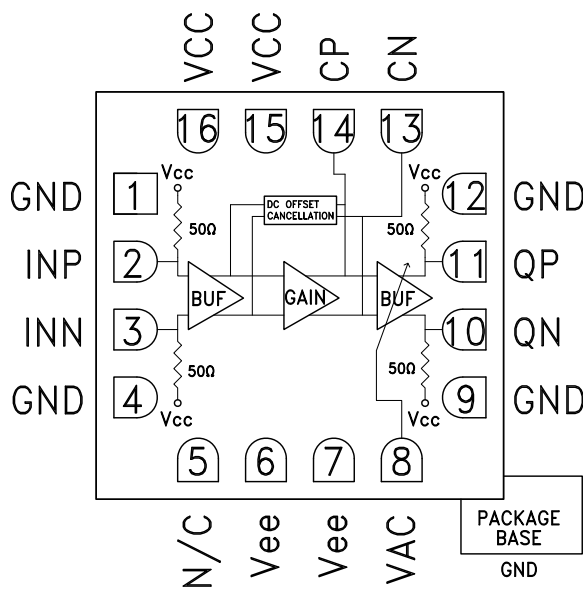 VCC VCC CP CN
16 15 14 13
Vcc Vcc
GND 1 12 GND
DC OFFSET
CANCELLATION
50Ω 50Ω
INP 2 11 QP
BUF GAIN BUF
INN 3 10 QN
50Ω 50Ω
GND 4 9 GND
Vcc Vcc
5 6 7 8
N/C Vee Vee VAC
PACKAGE
BASE
GND